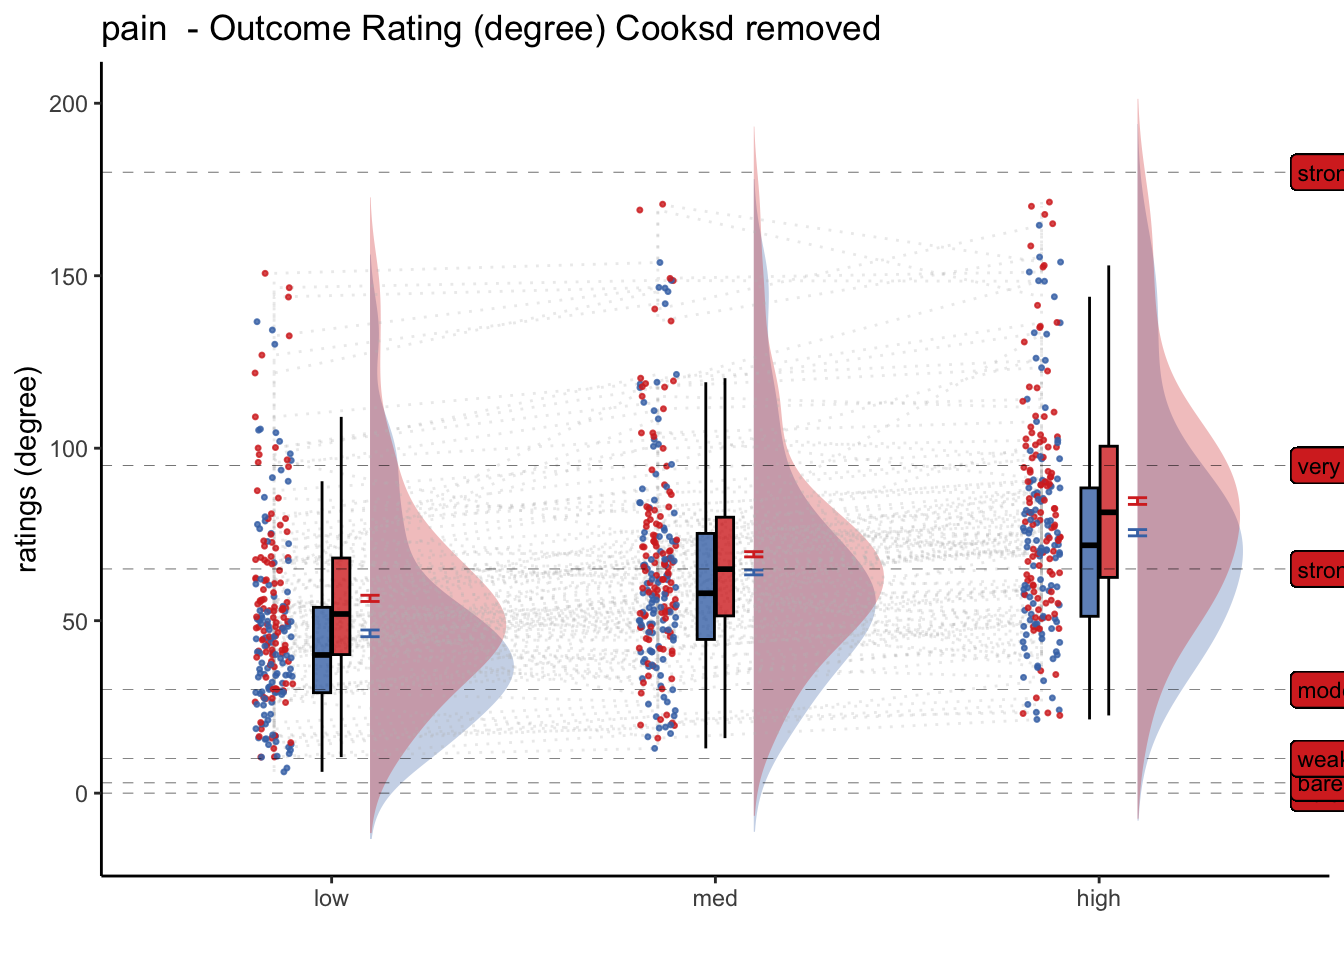 pain  - Outcome Rating (degree) Cooksd removed
ratings (degree)
200
150
100
50
0
low
med
high
stron
very
stron
mod
weak
bare